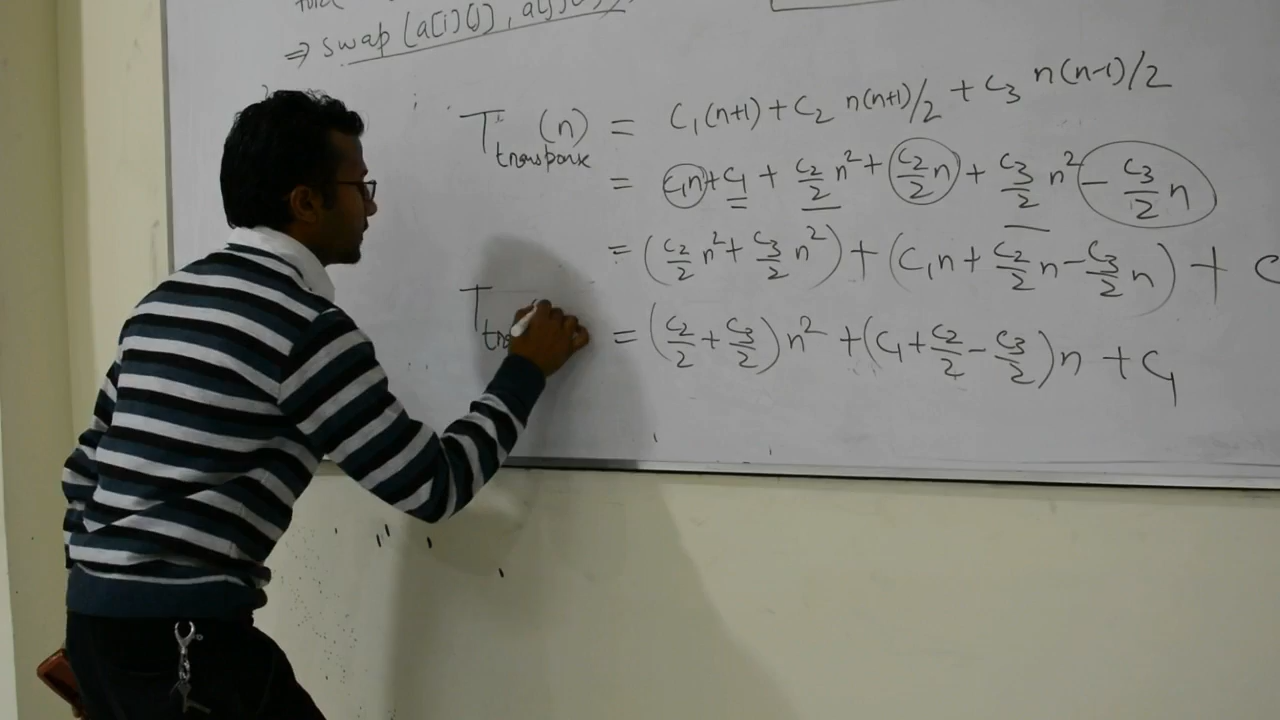 ⇒ swap (a[i][j], a[j][i])
T_transpose(n) = C₁(n+1) + C₂ n(n+1)/2 + C₃ n(n-1)/2
= C₁n + C₁ + C₂/2 n² + C₂/2 n + C₃/2 n² - C₃/2 n
= (C₂/2 n² + C₃/2 n²) + (C₁n + C₂/2 n - C₃/2 n) + C
T = (C₂/2 + C₃/2) n² + (C₁ + C₂/2 - C₃/2) n + C₁